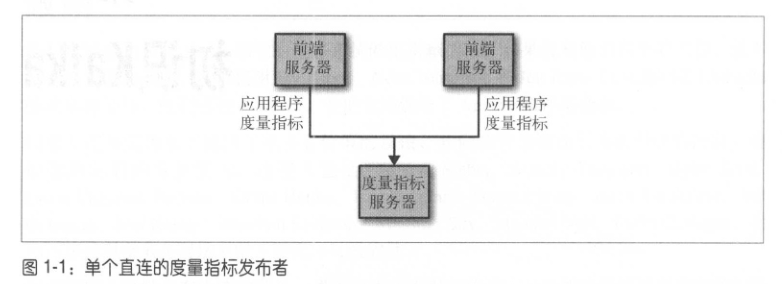 前端
服务器
前端
服务器
应用程序
度量指标
应用程序
度量指标
度量指标
服务器
图 1-1：单个直连的度量指标发布者